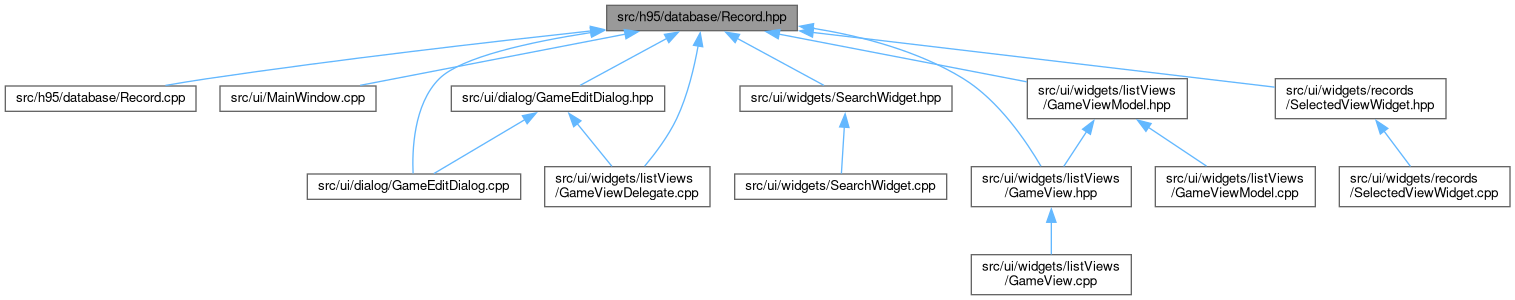 src/h95/database/Record.hpp
src/h95/database/Record.cpp
src/ui/MainWindow.cpp
src/ui/dialog/GameEditDialog.hpp
src/ui/widgets/SearchWidget.hpp
src/ui/widgets/listViews
/GameViewModel.hpp
src/ui/widgets/records
/SelectedViewWidget.hpp
src/ui/dialog/GameEditDialog.cpp
src/ui/widgets/listViews
/GameViewDelegate.cpp
src/ui/widgets/SearchWidget.cpp
src/ui/widgets/listViews
/GameView.hpp
src/ui/widgets/listViews
/GameViewModel.cpp
src/ui/widgets/records
/SelectedViewWidget.cpp
src/ui/widgets/listViews
/GameView.cpp